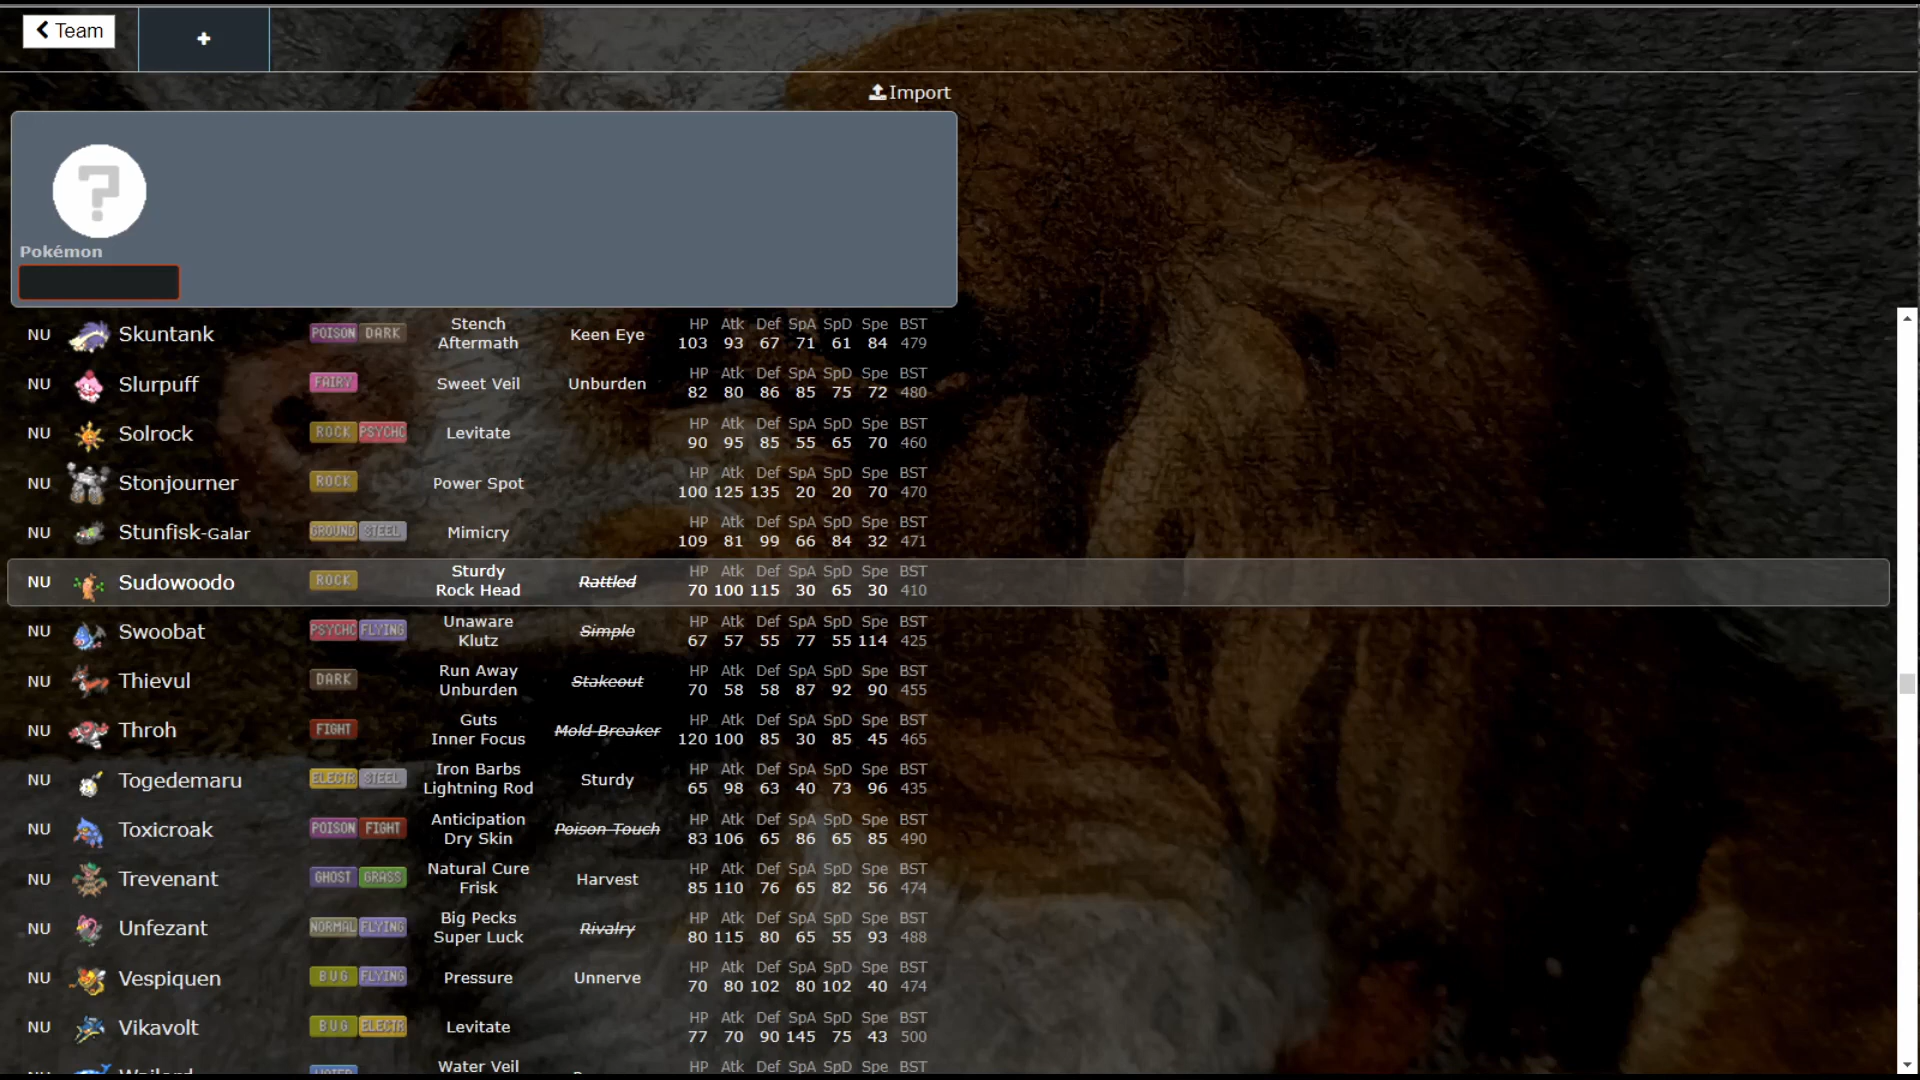 Team
+
Import
?
Pokémon
NU Skuntank POISON DARK Stench Aftermath Keen Eye HP 103 Atk 93 Def 67 SpA 71 SpD 61 Spe 84 BST 479
NU Slurpuff FAIRY Sweet Veil Unburden HP 82 Atk 80 Def 86 SpA 85 SpD 75 Spe 72 BST 480
NU Solrock ROCK PSYCHC Levitate HP 90 Atk 95 Def 85 SpA 55 SpD 65 Spe 70 BST 460
NU Stonjourner ROCK Power Spot HP 100 Atk 125 Def 135 SpA 20 SpD 20 Spe 70 BST 470
NU Stunfisk-Galar GROUND STEEL Mimicry HP 109 Atk 81 Def 99 SpA 66 SpD 84 Spe 32 BST 471
NU Sudowoodo ROCK Sturdy Rock Head Rattled HP 70 Atk 100 Def 115 SpA 30 SpD 65 Spe 30 BST 410
NU Swoobat PSYCHC FLYING Unaware Klutz Simple HP 67 Atk 57 Def 55 SpA 77 SpD 55 Spe 114 BST 425
NU Thievul DARK Run Away Unburden Stakeout HP 70 Atk 58 Def 58 SpA 87 SpD 92 Spe 90 BST 455
NU Throh FIGHT Guts Inner Focus Mold Breaker HP 120 Atk 100 Def 85 SpA 30 SpD 85 Spe 45 BST 465
NU Togedemaru ELECTR STEEL Iron Barbs Lightning Rod Sturdy HP 65 Atk 98 Def 63 SpA 40 SpD 73 Spe 96 BST 435
NU Toxicroak POISON FIGHT Anticipation Dry Skin Poison Touch HP 83 Atk 106 Def 65 SpA 86 SpD 65 Spe 85 BST 490
NU Trevenant GHOST GRASS Natural Cure Frisk Harvest HP 85 Atk 110 Def 76 SpA 65 SpD 82 Spe 56 BST 474
NU Unfezant NORMAL FLYING Big Pecks Super Luck Rivalry HP 80 Atk 115 Def 80 SpA 65 SpD 55 Spe 93 BST 488
NU Vespiquen BUG FLYING Pressure Unnerve HP 70 Atk 80 Def 102 SpA 80 SpD 102 Spe 40 BST 474
NU Vikavolt BUG ELECTR Levitate HP 77 Atk 70 Def 90 SpA 145 SpD 75 Spe 43 BST 500
NU Wailord WATER Water Veil HP Atk Def SpA SpD Spe BST